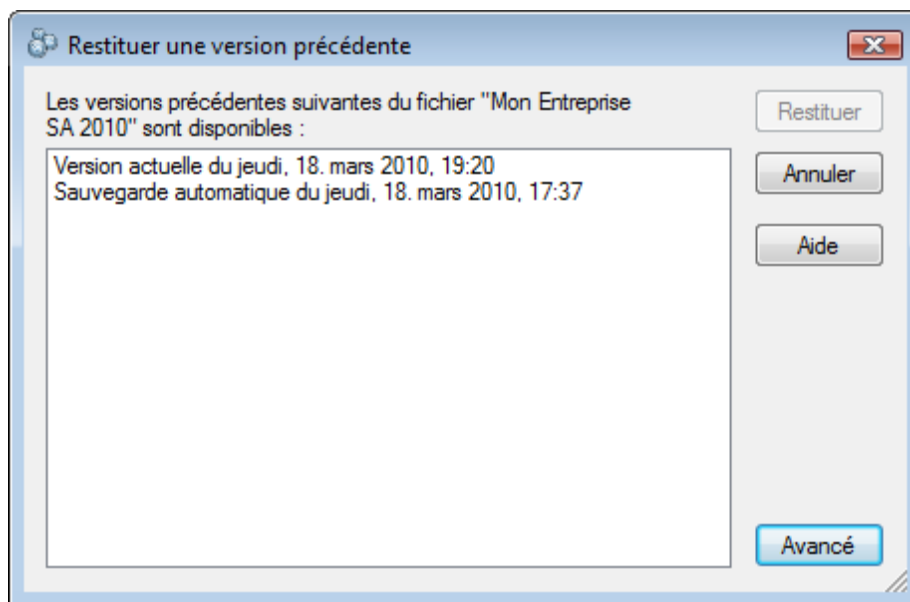 Restituer une version précédente
Les versions précédentes suivantes du fichier "Mon Entreprise
SA 2010" sont disponibles :
Restituer
Version actuelle du jeudi, 18. mars 2010, 19:20
Sauvegarde automatique du jeudi, 18. mars 2010, 17:37
Annuler
Aide
Avancé